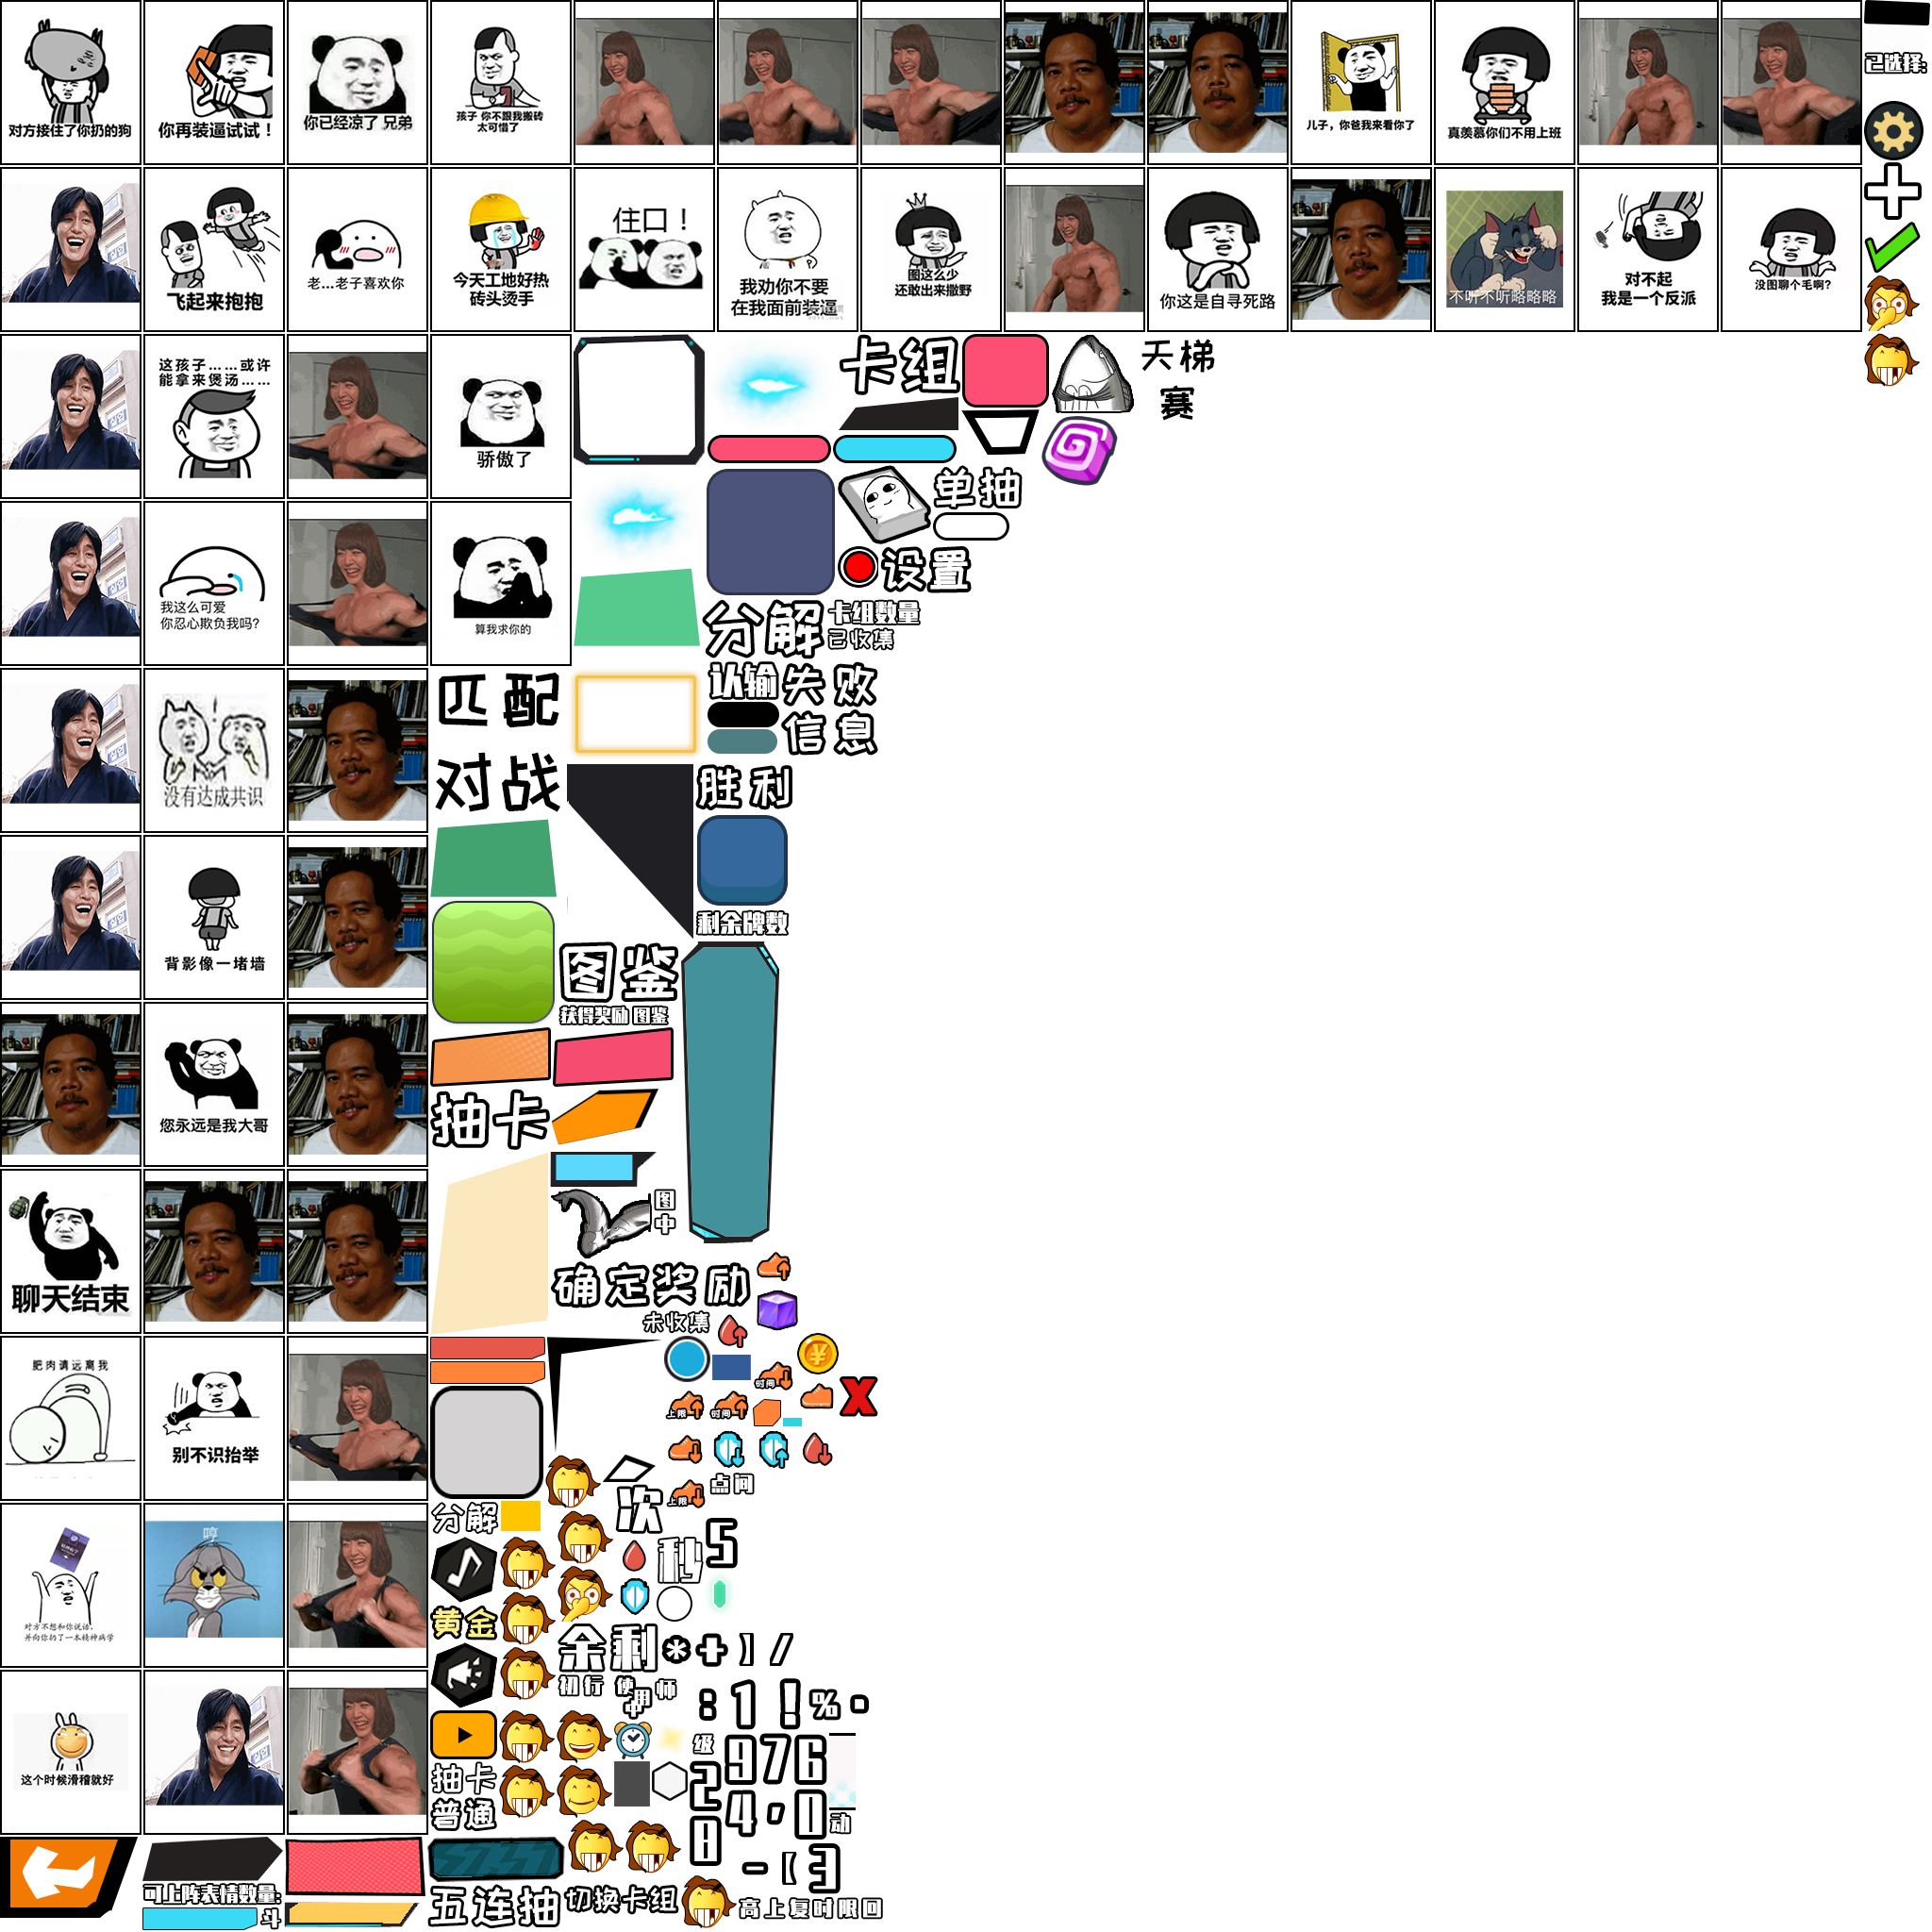 对方接住了你扔的狗
你再装逼试试！
你已经凉了 兄弟
孩子 你不跟我搬砖
太可惜了
儿子，你爸我来看你了
真羡慕你们不用上班
已选择:
飞起来抱抱
老...老子喜欢你
今天工地好热
砖头烫手
住口！
我劝你不要
在我面前装逼
图这么少
还敢出来撒野
你这是自寻死路
不听不听略略略
对不起
我是一个反派
没图聊个毛啊?
这孩子……或许
能拿来煲汤……
骄傲了
卡组
天梯
赛
单抽
我这么可爱
你忍心欺负我吗?
算我求你的
设置
分解
卡组数量
已收集
没有达成共识
匹配
对战
认输
失败
信息
胜利
背影像一堵墙
剩余牌数
图鉴
获得奖励 图鉴
您永远是我大哥
抽卡
聊天结束
图
中
确定奖励
未收集
肥肉请远离我
别不识抬举
时间
上限
时间
点间
上限
次
对方不想和你说话,
并向你扔了一本精神病学
哼
分解
秒
5
黄金
余剩*+]/
初行 使用 师
中
:1!%·
这个时候滑稽就好
抽卡
普通
级
976
2
4,0
动
8
-[3
可上阵表情数量:
斗
五连抽
切换卡组
高上复时限回